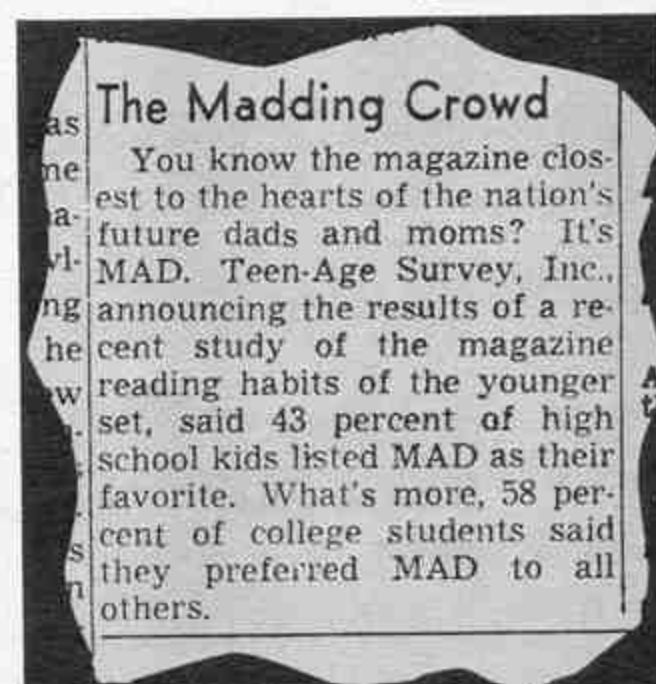 The Madding Crowd
You know the magazine clos-
est to the hearts of the nation's
future dads and moms? It's
MAD. Teen-Age Survey, Inc.,
announcing the results of a re-
cent study of the magazine
reading habits of the younger
set, said 43 percent of high
school kids listed MAD as their
favorite. What's more, 58 per-
cent of college students said
they preferred MAD to all
others.